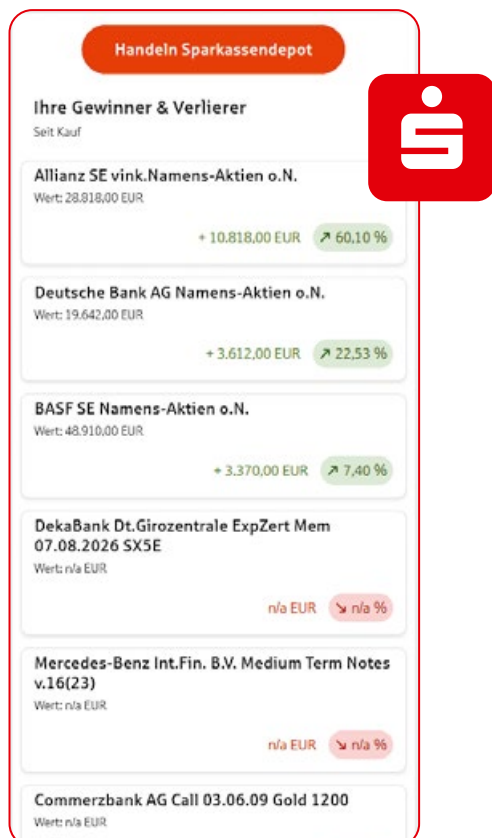 Handeln Sparkassendepot
Ihre Gewinner & Verlierer
Seit Kauf
Allianz SE vink.Namens-Aktien o.N.
Wert: 28.818,00 EUR
+ 10.818,00 EUR ↗ 60,10 %
Deutsche Bank AG Namens-Aktien o.N.
Wert: 19.642,00 EUR
+ 3.612,00 EUR ↗ 22,53 %
BASF SE Namens-Aktien o.N.
Wert: 48.910,00 EUR
+ 3.370,00 EUR ↗ 7,40 %
DekaBank Dt.Girozentrale ExpZert Mem
07.08.2026 SX5E
Wert: n/a EUR
n/a EUR ↘ n/a %
Mercedes-Benz Int.Fin. B.V. Medium Term Notes
v.16(23)
Wert: n/a EUR
n/a EUR ↘ n/a %
Commerzbank AG Call 03.06.09 Gold 1200
Wert: n/a EUR